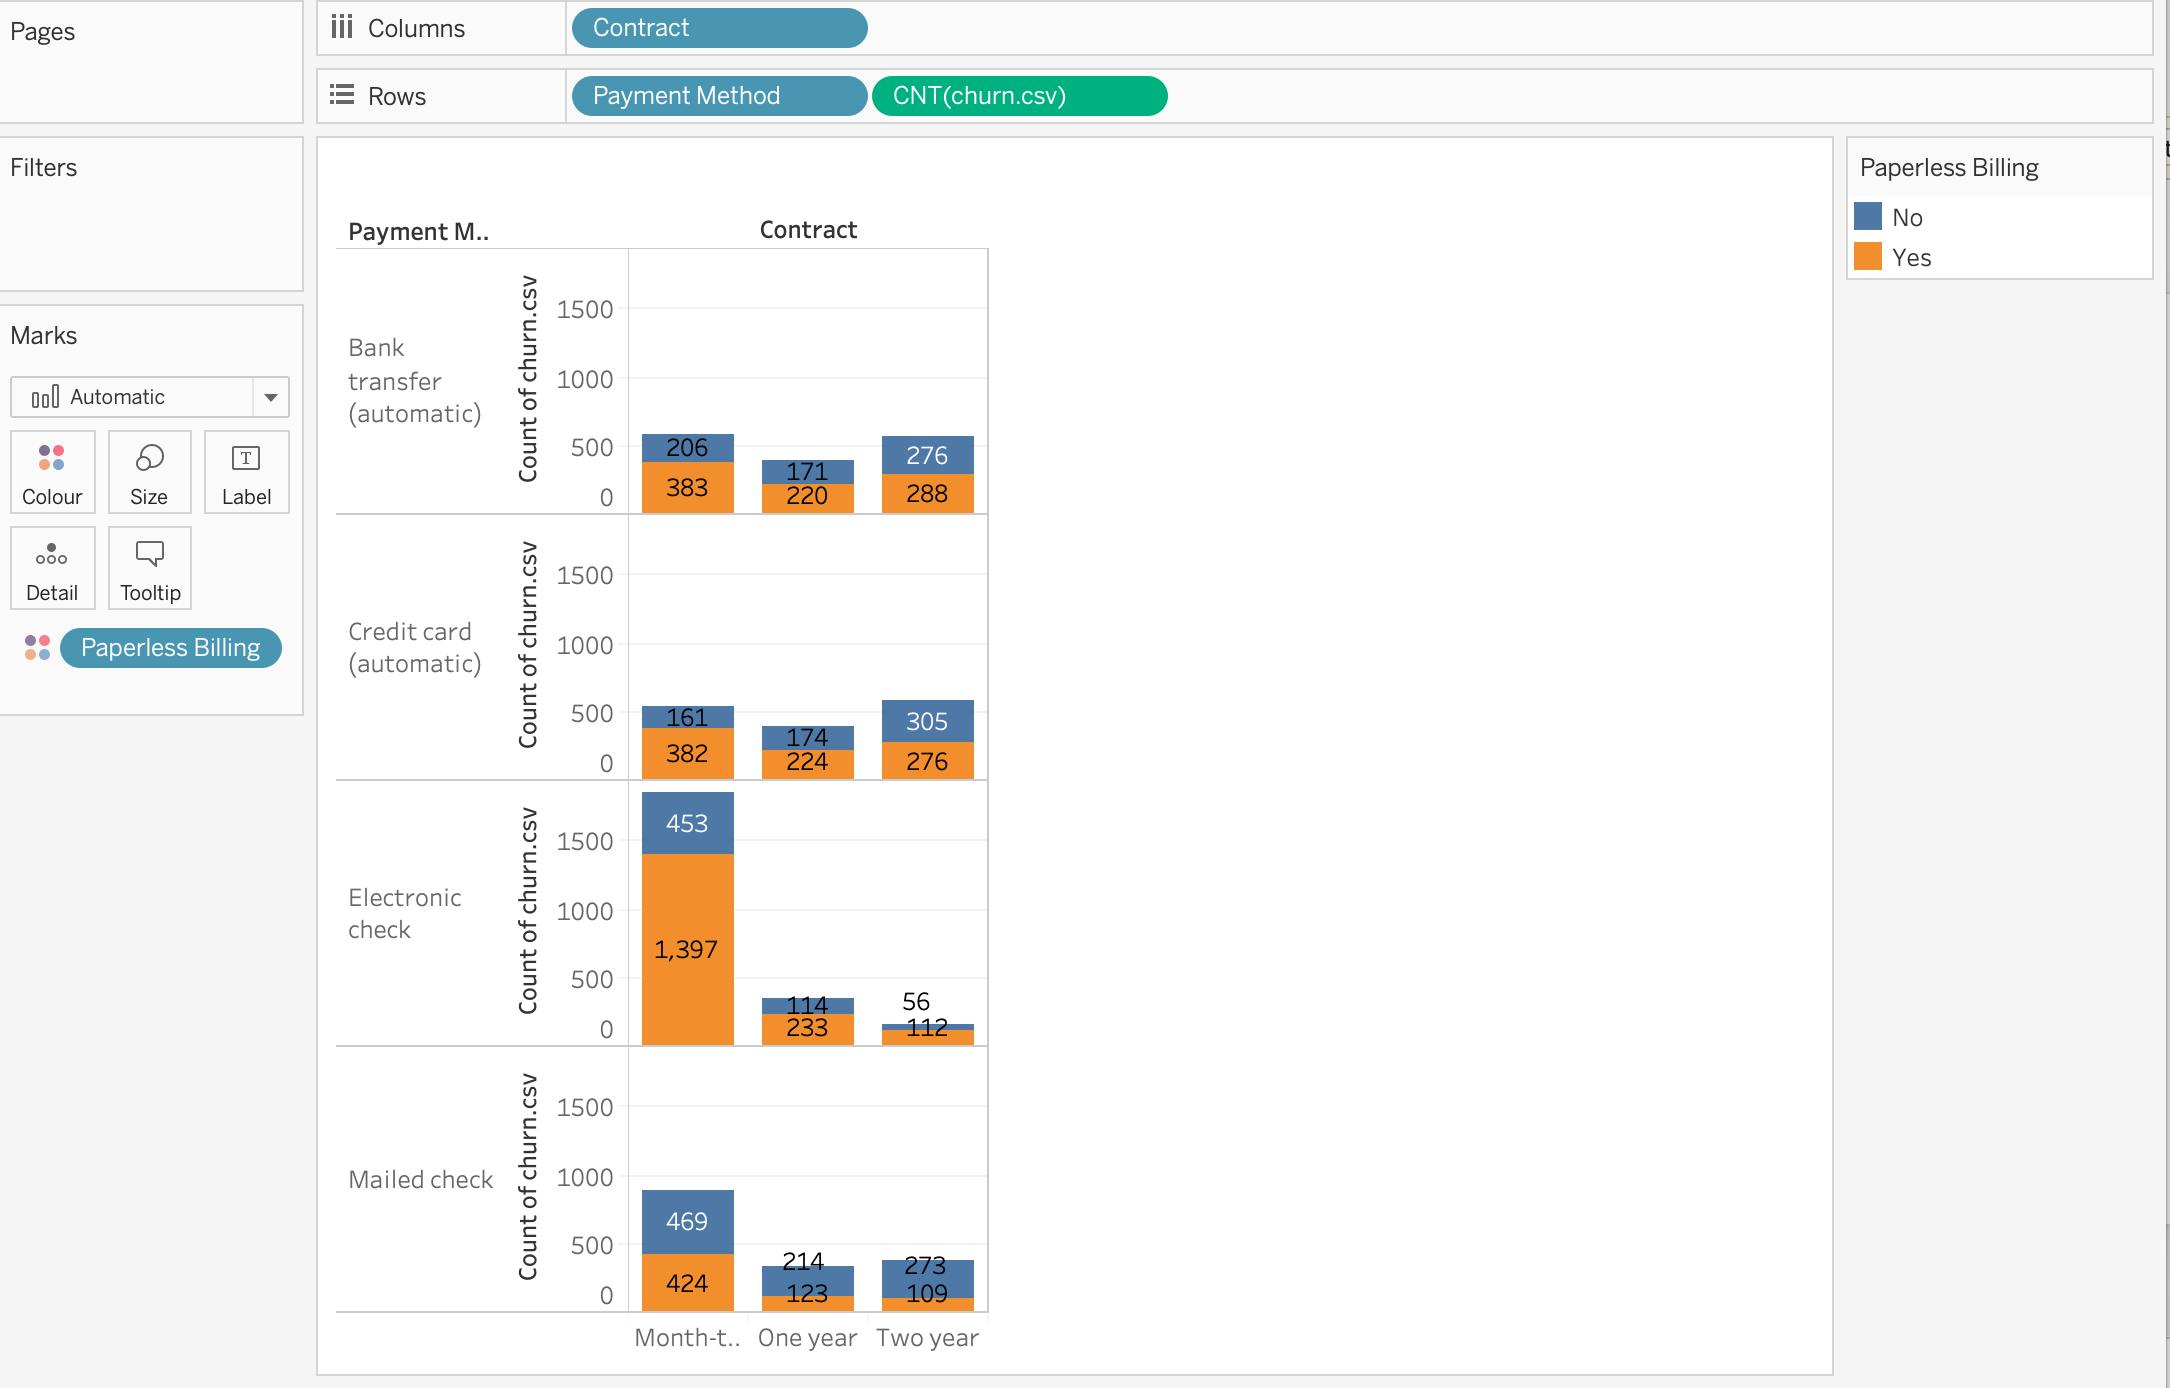 Pages
Columns
Contract
Rows
Payment Method
CNT(churn.csv)
Filters
Marks
Automatic
Colour
Size
Label
Detail
Tooltip
Paperless Billing
Payment M..
Contract
Bank
transfer
(automatic)
Count of churn.csv
1500
1000
500
0
206
383
171
220
276
288
Credit card
(automatic)
Count of churn.csv
1500
1000
500
0
161
382
174
224
305
276
Electronic
check
Count of churn.csv
1500
1000
500
0
453
1,397
114
233
56
112
Mailed check
Count of churn.csv
1500
1000
500
0
469
424
214
123
273
109
Month-t..
One year
Two year
Paperless Billing
No
Yes